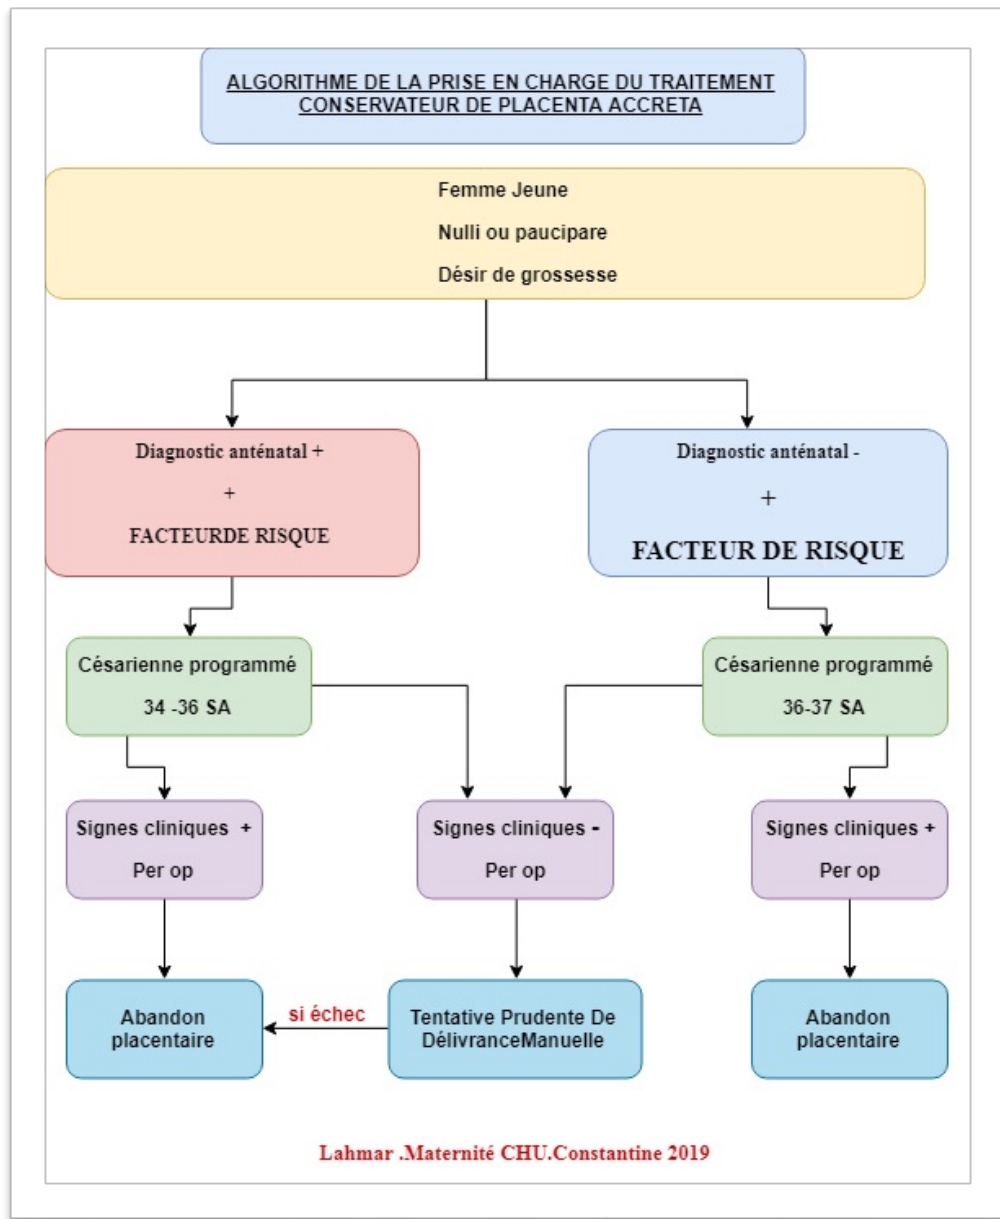 ALGORITHME DE LA PRISE EN CHARGE DU TRAITEMENT
CONSERVATEUR DE PLACENTA ACCRETA
Femme Jeune
Nulli ou paucipare
Désir de grossesse
Diagnostic anténatal +
+
FACTEURDE RISQUE
Diagnostic anténatal -
+
FACTEUR DE RISQUE
Césarienne programmé
34 -36 SA
Césarienne programmé
36-37 SA
Signes cliniques +
Per op
Signes cliniques -
Per op
Signes cliniques +
Per op
Abandon
placentaire
si échec
Tentative Prudente De
DélivranceManuelle
Abandon
placentaire
Lahmar .Maternité CHU.Constantine 2019